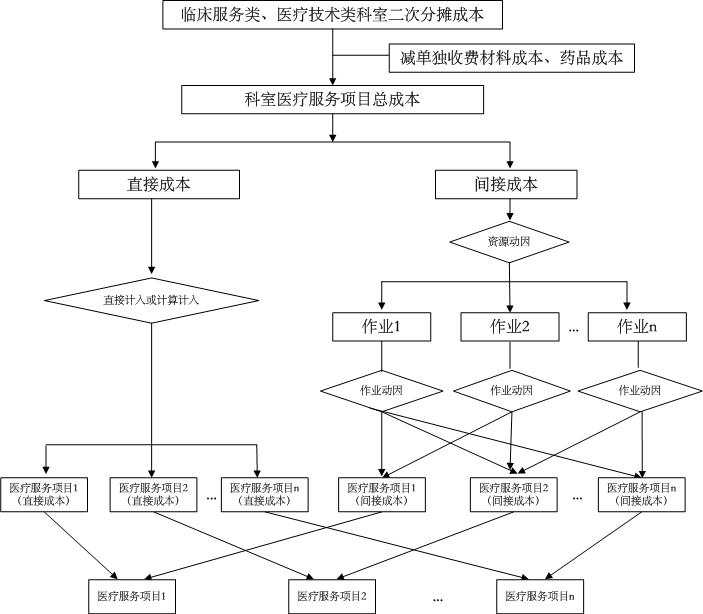 临床服务类、医疗技术类科室二次分摊成本
减单独收费材料成本、药品成本
科室医疗服务项目总成本
直接成本
间接成本
资源动因
直接计入或计算计入
作业1
作业2
...
作业n
作业动因
作业动因
作业动因
医疗服务项目1
（直接成本）
医疗服务项目2
（直接成本）
...
医疗服务项目n
（直接成本）
医疗服务项目1
（间接成本）
医疗服务项目2
（间接成本）
...
医疗服务项目n
（间接成本）
医疗服务项目1
医疗服务项目2
...
医疗服务项目n